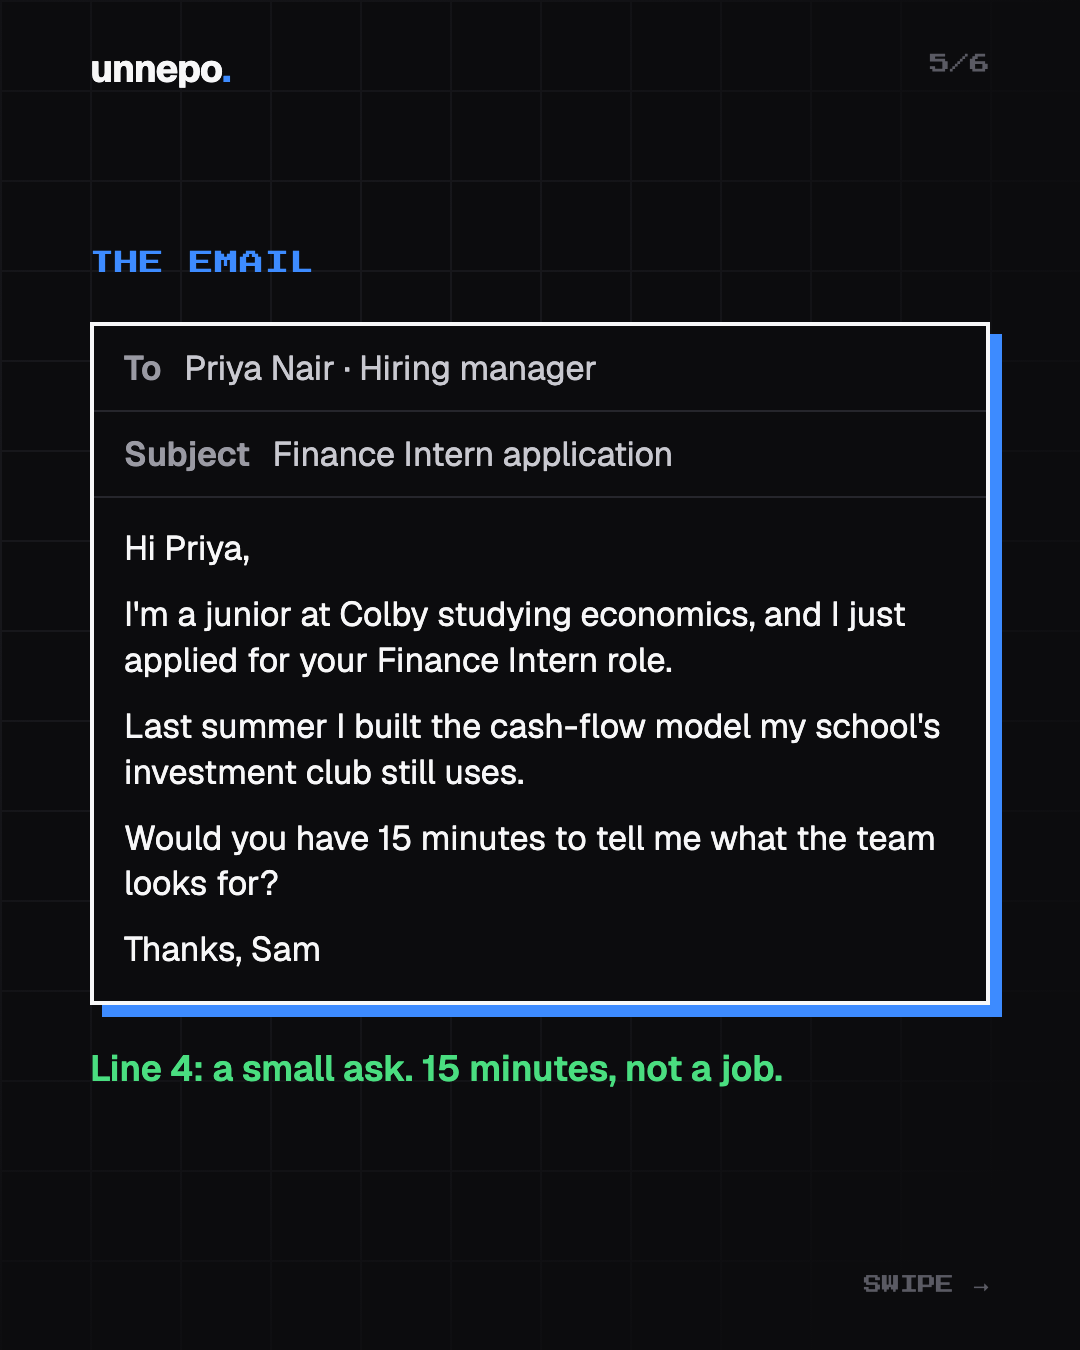 unnepo.
5/6
THE EMAIL
To Priya Nair · Hiring manager
Subject Finance Intern application
Hi Priya,
I'm a junior at Colby studying economics, and I just
applied for your Finance Intern role.
Last summer I built the cash-flow model my school's
investment club still uses.
Would you have 15 minutes to tell me what the team
looks for?
Thanks, Sam
Line 4: a small ask. 15 minutes, not a job.
SWIPE →